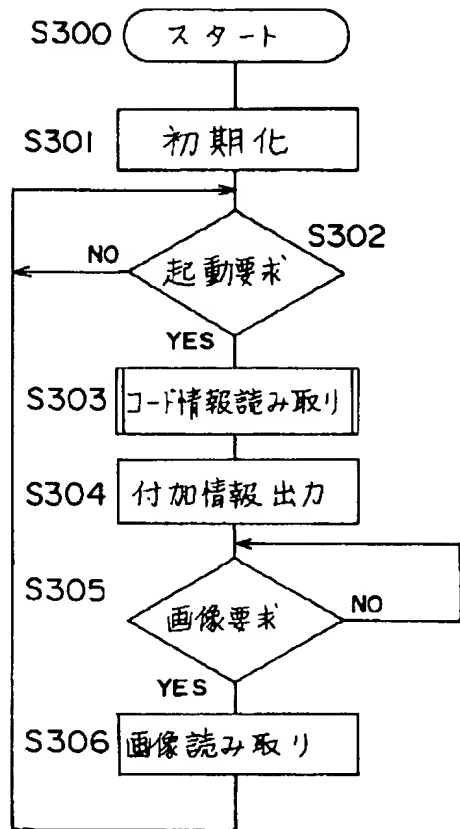 S300 スタート
S301 初期化
S302
NO 起動要求
YES
S303 コード情報読み取り
S304 付加情報出力
S305
画像要求 NO
YES
S306 画像読み取り